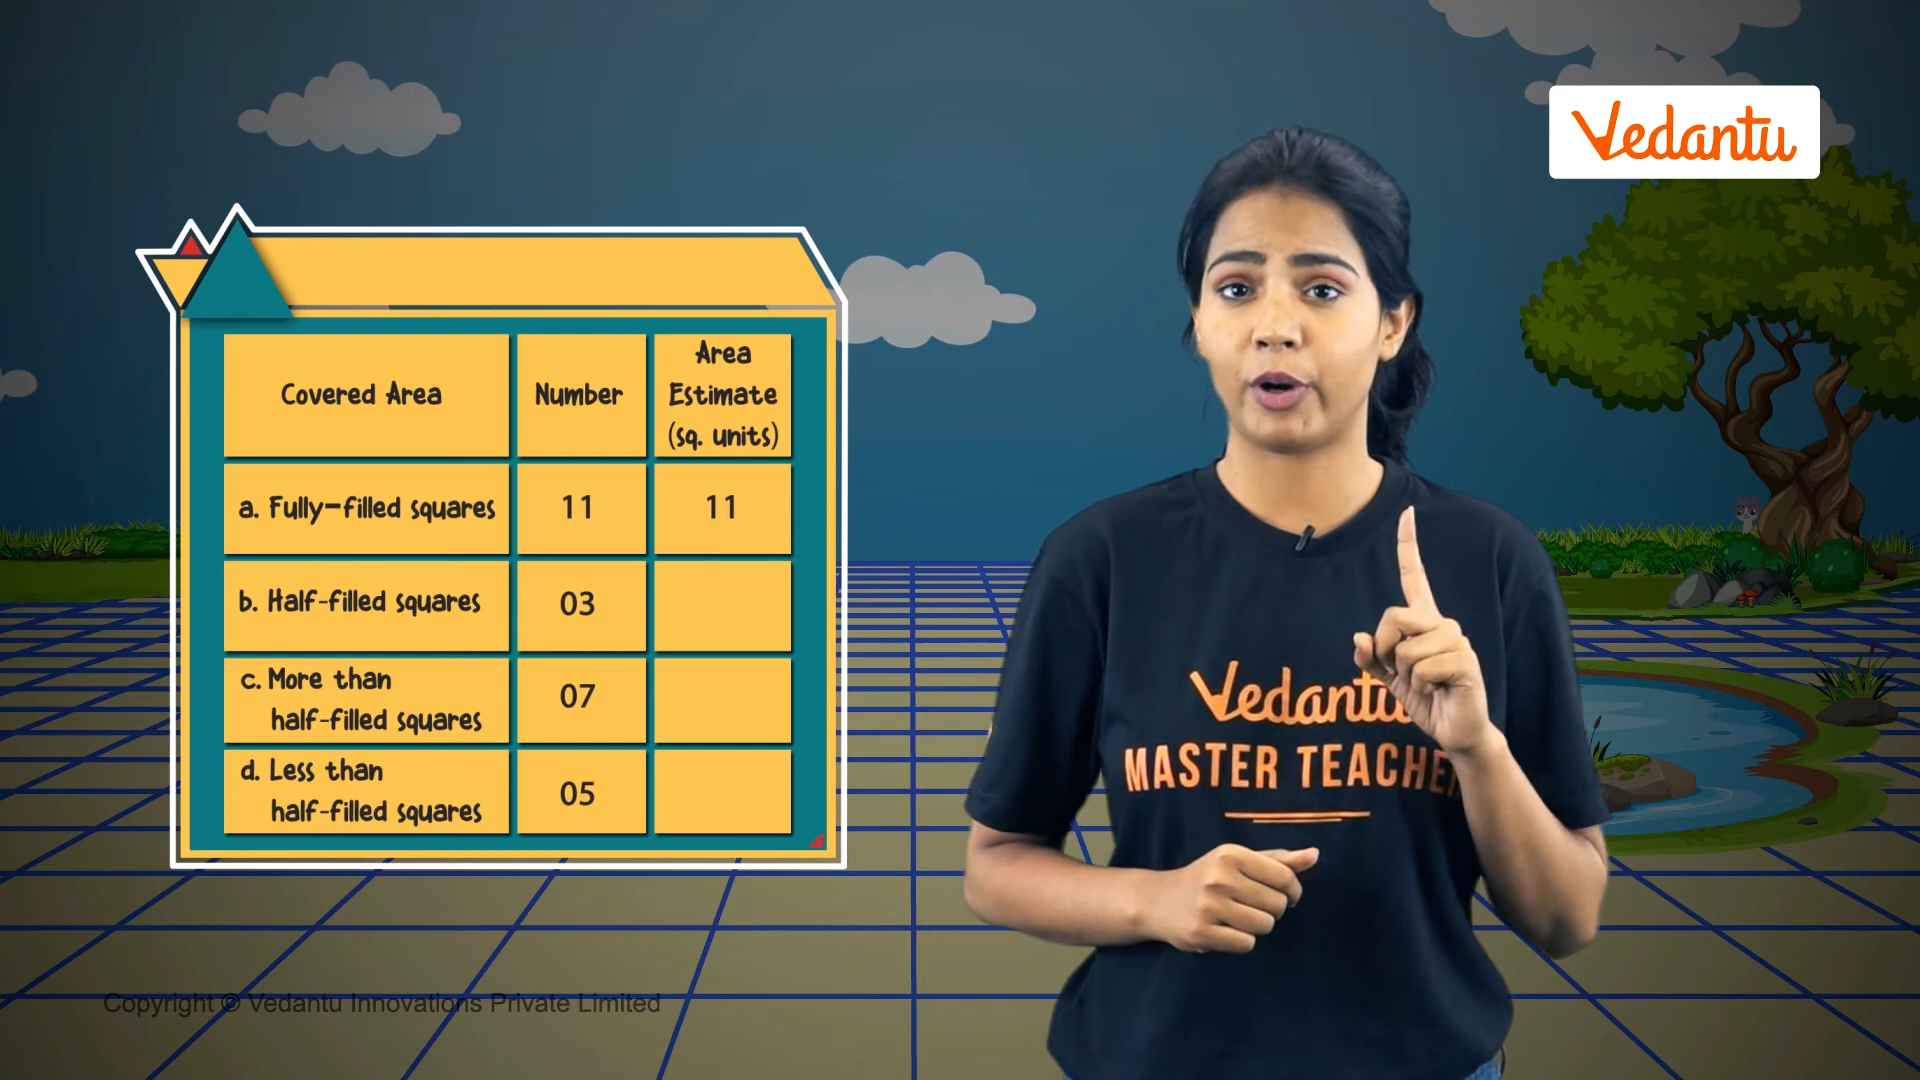 Vedantu
Covered Area
Number
Area
Estimate
(sq. units)
a. Fully-filled squares
11
11
b. Half-filled squares
03
c. More than
half-filled squares
07
d. Less than
half-filled squares
05
Vedantu
MASTER TEACHER
Copyright © Vedantu Innovations Private Limited